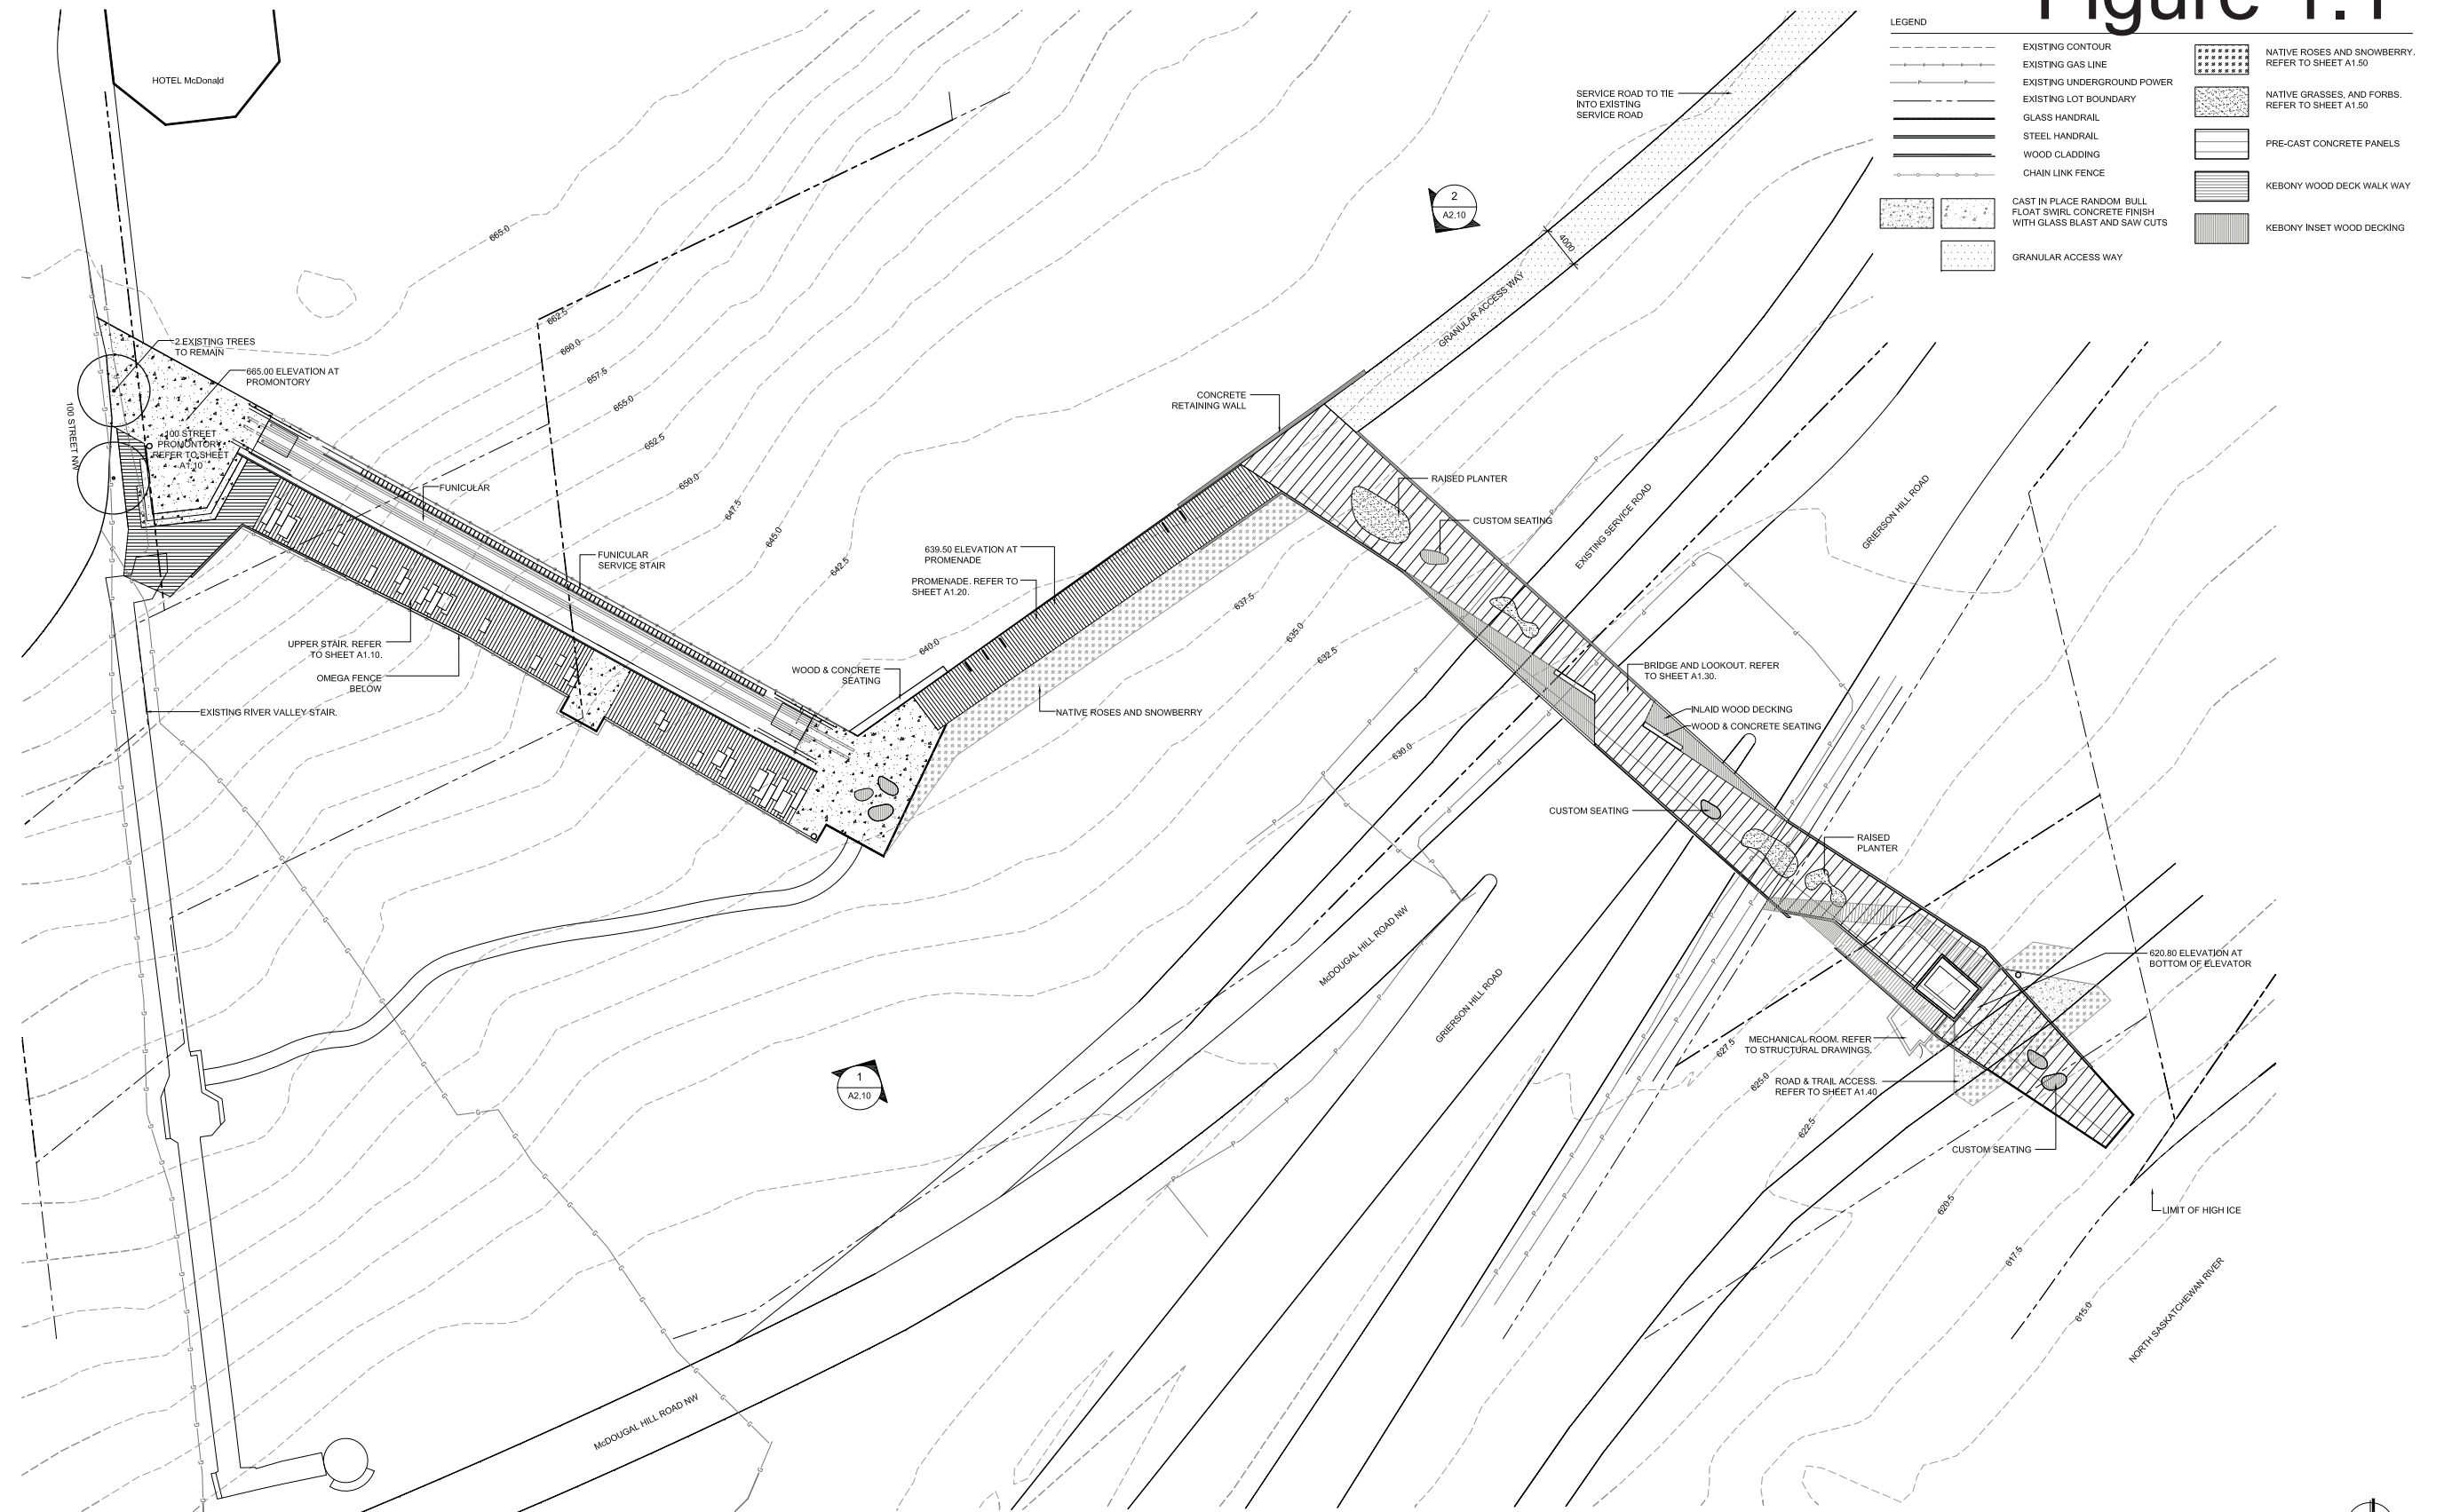 Figure 1.1
LEGEND
EXISTING CONTOUR
EXISTING GAS LINE
EXISTING UNDERGROUND POWER
EXISTING LOT BOUNDARY
GLASS HANDRAIL
STEEL HANDRAIL
WOOD CLADDING
CHAIN LINK FENCE
CAST IN PLACE RANDOM BULL
FLOAT SWIRL CONCRETE FINISH
WITH GLASS BLAST AND SAW CUTS
GRANULAR ACCESS WAY
NATIVE ROSES AND SNOWBERRY.
REFER TO SHEET A1.50
NATIVE GRASSES, AND FORBS.
REFER TO SHEET A1.50
PRE-CAST CONCRETE PANELS
KEBONY WOOD DECK WALK WAY
KEBONY INSET WOOD DECKING
HOTEL McDonald
SERVICE ROAD TO TIE
INTO EXISTING
SERVICE ROAD
2
A2.10
4000
GRANULAR ACCESS WAY
665.0
662.5
660.0
657.5
655.0
652.5
650.0
647.5
645.0
642.5
640.0
637.5
635.0
632.5
630.0
2 EXISTING TREES
TO REMAIN
665.00 ELEVATION AT
PROMONTORY
100 STREET NW
100 STREET
PROMONTORY
REFER TO SHEET
A1.10
FUNICULAR
FUNICULAR
SERVICE STAIR
CONCRETE
RETAINING WALL
RAISED PLANTER
CUSTOM SEATING
EXISTING SERVICE ROAD
GRIERSON HILL ROAD
639.50 ELEVATION AT
PROMENADE
PROMENADE. REFER TO
SHEET A1.20.
UPPER STAIR. REFER
TO SHEET A1.10.
OMEGA FENCE
BELOW
EXISTING RIVER VALLEY STAIR.
WOOD & CONCRETE
SEATING
NATIVE ROSES AND SNOWBERRY
BRIDGE AND LOOKOUT. REFER
TO SHEET A1.30.
INLAID WOOD DECKING
WOOD & CONCRETE SEATING
CUSTOM SEATING
RAISED
PLANTER
McDOUGAL HILL ROAD NW
GRIERSON HILL ROAD
620.80 ELEVATION AT
BOTTOM OF ELEVATOR
MECHANICAL ROOM. REFER
TO STRUCTURAL DRAWINGS.
ROAD & TRAIL ACCESS.
REFER TO SHEET A1.40
CUSTOM SEATING
627.5
625.0
622.5
620.5
617.5
615.0
LIMIT OF HIGH ICE
NORTH SASKATCHEWAN RIVER
1
A2.10
McDOUGAL HILL ROAD NW